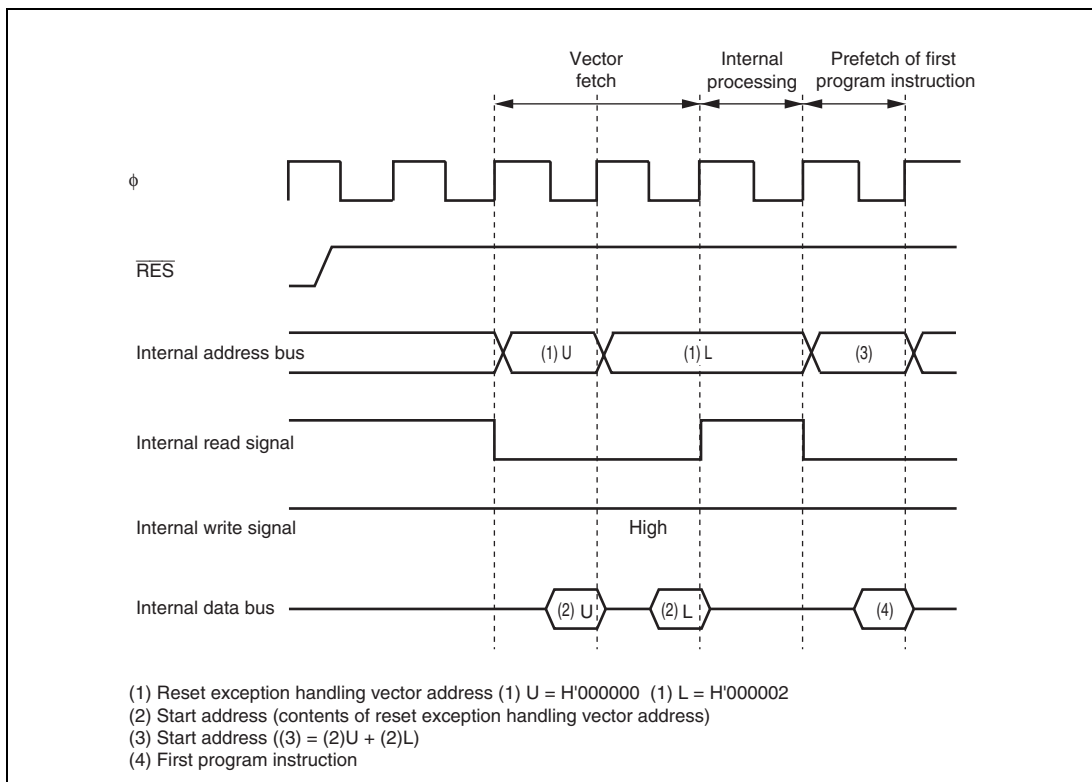 Vector fetch
Internal processing
Prefetch of first program instruction
φ
RES
Internal address bus
(1) U
(1) L
(3)
Internal read signal
Internal write signal
High
Internal data bus
(2) U
(2) L
(4)
(1) Reset exception handling vector address (1) U = H'000000 (1) L = H'000002
(2) Start address (contents of reset exception handling vector address)
(3) Start address ((3) = (2)U + (2)L)
(4) First program instruction